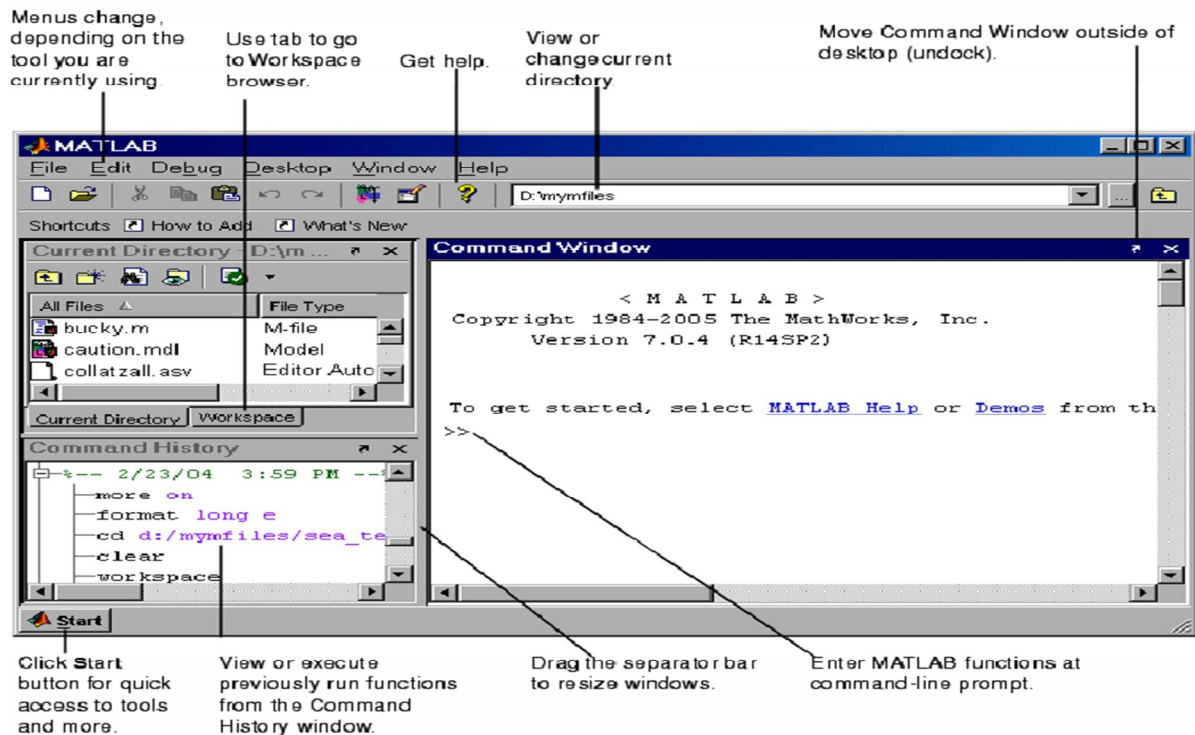 Menus change,
depending on the
tool you are
currently using.
Use tab to go
to Workspace
browser.
Get help.
View or
change current
directory.
Move Command Window outside of
desktop (undock).
MATLAB
File Edit Debug Desktop Window Help
D:\mymfiles
...
Shortcuts How to Add What's New
Current Directory - D:\m...
All Files File Type
bucky.m M-file
caution.mdl Model
collatzall.asv Editor Auto
Current Directory Workspace
Command History
%-- 2/23/04 3:59 PM --%
more on
format long e
cd d:/mymfiles/sea_te
clear
workspace
Command Window
< M A T L A B >
Copyright 1984-2005 The MathWorks, Inc.
Version 7.0.4 (R14SP2)
To get started, select MATLAB Help or Demos from th
>>
Start
Click Start
button for quick
access to tools
and more.
View or execute
previously run functions
from the Command
History window.
Drag the separator bar
to resize windows.
Enter MATLAB functions at
command-line prompt.